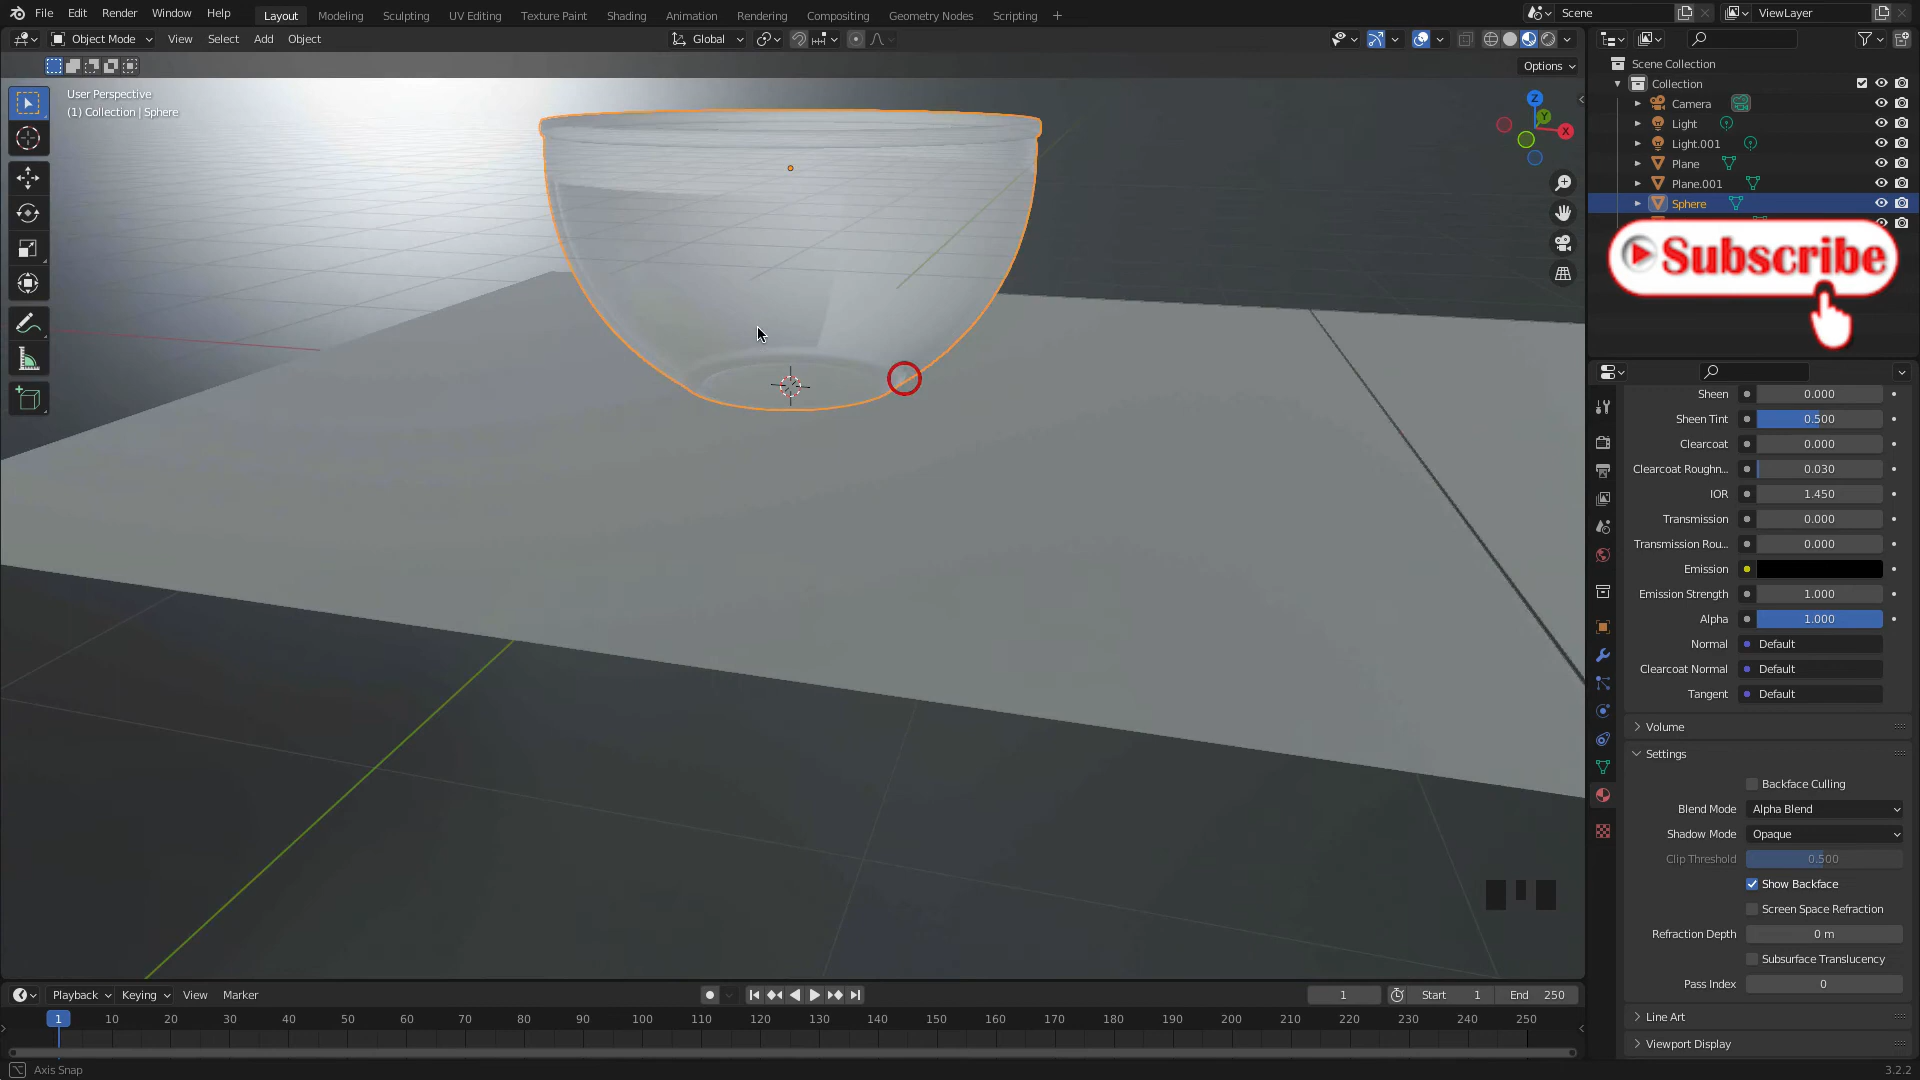 File Edit Render Window Help Layout Modeling Sculpting UV Editing Texture Paint Shading Animation Rendering Compositing Geometry Nodes Scripting + Scene ViewLayer
Object Mode View Select Add Object Global
Options
User Perspective
(1) Collection | Sphere
Z
Y
X
Scene Collection
Collection
Camera
Light
Light.001
Plane
Plane.001
Sphere
Subscribe
Sheen 0.000
Sheen Tint 0.500
Clearcoat 0.000
Clearcoat Roughn... 0.030
IOR 1.450
Transmission 0.000
Transmission Rou... 0.000
Emission
Emission Strength 1.000
Alpha 1.000
Normal Default
Clearcoat Normal Default
Tangent Default
Volume
Settings
Backface Culling
Blend Mode Alpha Blend
Shadow Mode Opaque
Clip Threshold 0.500
Show Backface
Screen Space Refraction
Refraction Depth 0 m
Subsurface Translucency
Pass Index 0
Line Art
Viewport Display
Playback Keying View Marker 1 Start 1 End 250
1 10 20 30 40 50 60 70 80 90 100 110 120 130 140 150 160 170 180 190 200 210 220 230 240 250
Axis Snap 3.2.2